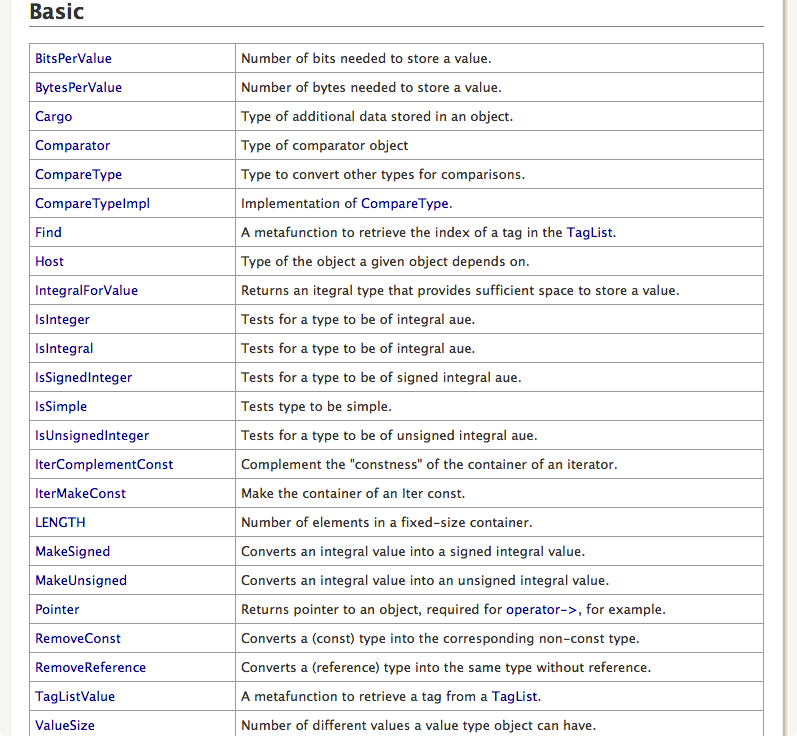 Basic
BitsPerValue Number of bits needed to store a value.
BytesPerValue Number of bytes needed to store a value.
Cargo Type of additional data stored in an object.
Comparator Type of comparator object
CompareType Type to convert other types for comparisons.
CompareTypeImpl Implementation of CompareType.
Find A metafunction to retrieve the index of a tag in the TagList.
Host Type of the object a given object depends on.
IntegralForValue Returns an itegral type that provides sufficient space to store a value.
IsInteger Tests for a type to be of integral aue.
IsIntegral Tests for a type to be of integral aue.
IsSignedInteger Tests for a type to be of signed integral aue.
IsSimple Tests type to be simple.
IsUnsignedInteger Tests for a type to be of unsigned integral aue.
IterComplementConst Complement the "constness" of the container of an iterator.
IterMakeConst Make the container of an Iter const.
LENGTH Number of elements in a fixed-size container.
MakeSigned Converts an integral value into a signed integral value.
MakeUnsigned Converts an integral value into an unsigned integral value.
Pointer Returns pointer to an object, required for operator->, for example.
RemoveConst Converts a (const) type into the corresponding non-const type.
RemoveReference Converts a (reference) type into the same type without reference.
TagListValue A metafunction to retrieve a tag from a TagList.
ValueSize Number of different values a value type object can have.